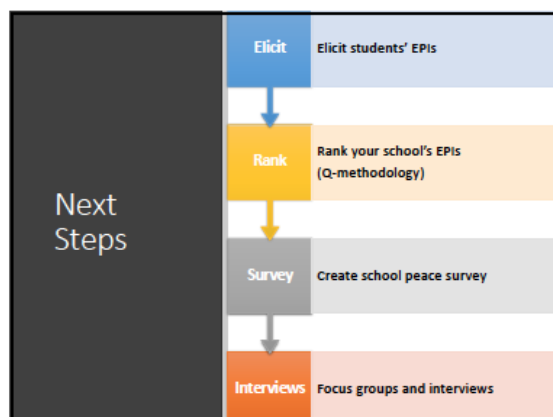 Next
Steps
Elicit
Elicit students' EPIs
Rank
Rank your school's EPIs
(Q-methodology)
Survey
Create school peace survey
Interviews
Focus groups and interviews